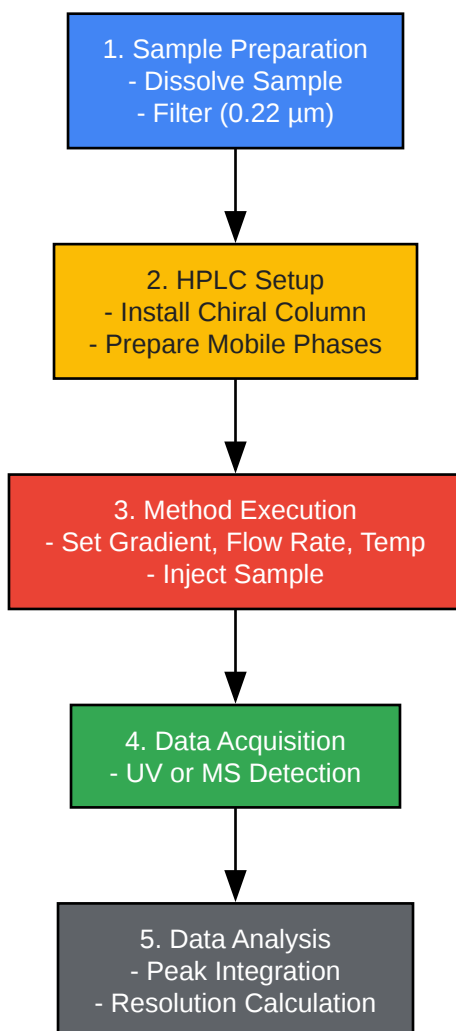 1. Sample Preparation
- Dissolve Sample
- Filter (0.22 µm)
2. HPLC Setup
- Install Chiral Column
- Prepare Mobile Phases
3. Method Execution
- Set Gradient, Flow Rate, Temp
- Inject Sample
4. Data Acquisition
- UV or MS Detection
5. Data Analysis
- Peak Integration
- Resolution Calculation